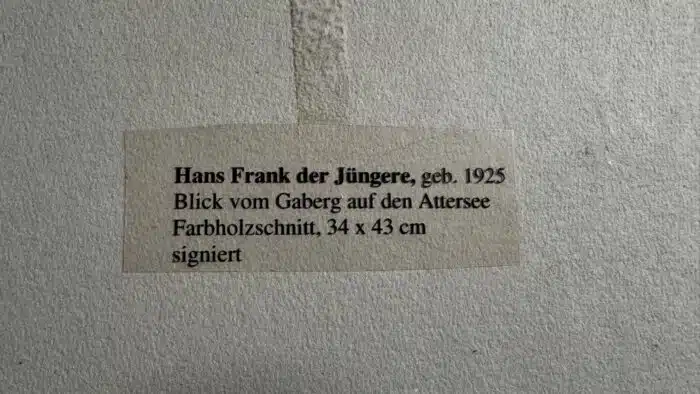 Hans Frank der Jüngere, geb. 1925
Blick vom Gaberg auf den Attersee
Farbholzschnitt, 34 x 43 cm
signiert